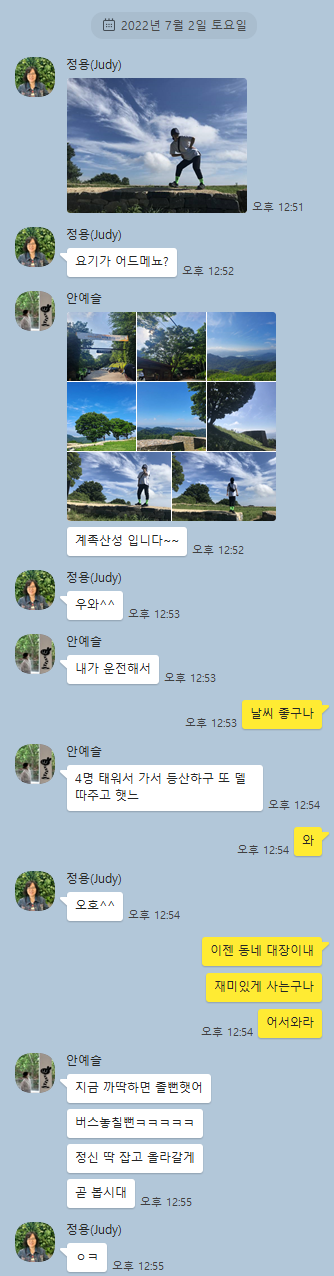 2022년 7월 2일 토요일
정용(Judy)
오후 12:51
정용(Judy)
요기가 어드메뇨?
오후 12:52
안예슬
계족산성 입니다~~
오후 12:52
정용(Judy)
우와^^
오후 12:53
안예슬
내가 운전해서
오후 12:53
날씨 좋구나
오후 12:53
안예슬
4명 태워서 가서 등산하구 또 델
따주고 햇느
오후 12:54
와
오후 12:54
정용(Judy)
오호^^
오후 12:54
이젠 동네 대장이내
재미있게 사는구나
어서와라
오후 12:54
안예슬
지금 까딱하면 졸뻔햇어
버스놓칠뻔ㅋㅋㅋㅋㅋ
정신 딱 잡고 올라갈게
곧 봅시대
오후 12:55
정용(Judy)
ㅇㅋ
오후 12:55